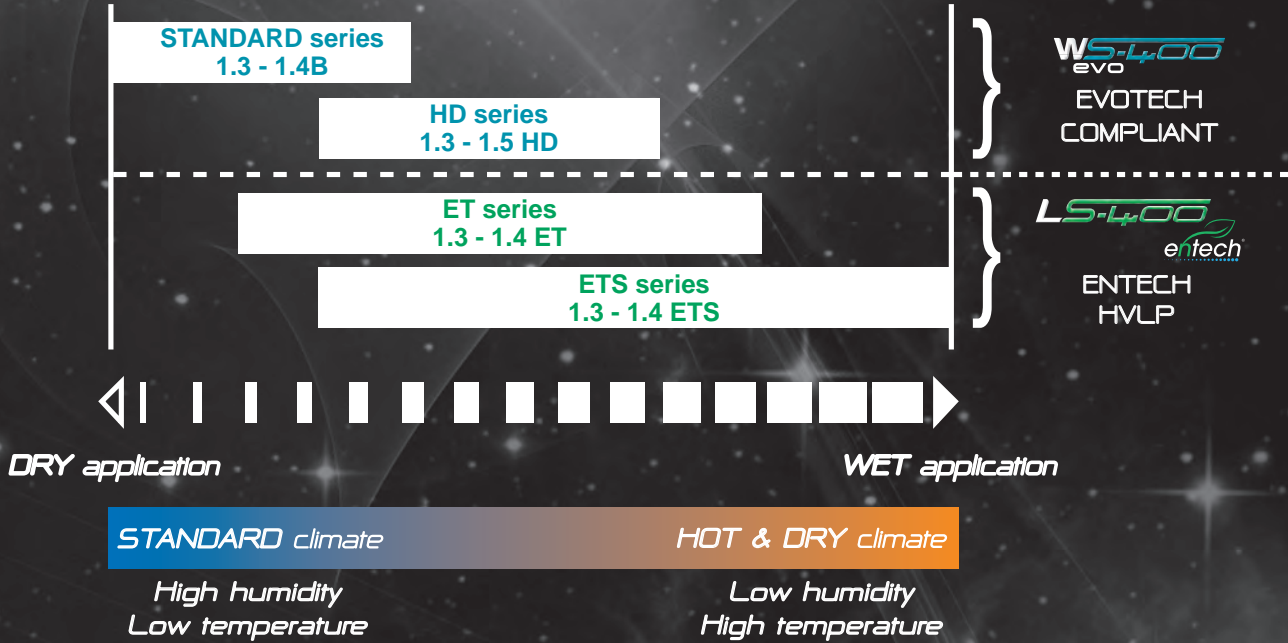 STANDARD series
1.3 - 1.4B
HD series
1.3 - 1.5 HD
WS-400
evo
EVOTECH
COMPLIANT
ET series
1.3 - 1.4 ET
ETS series
1.3 - 1.4 ETS
LS-400
entech
ENTECH
HVLP
DRY application
WET application
STANDARD climate
HOT & DRY climate
High humidity
Low temperature
Low humidity
High temperature